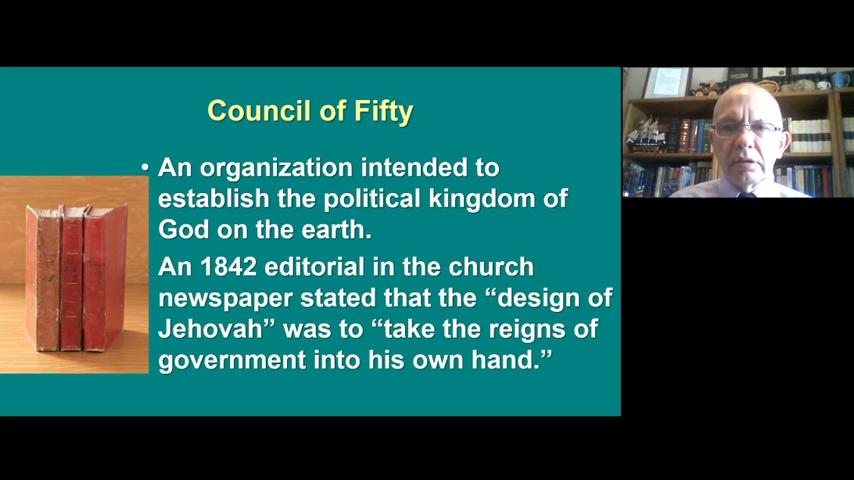 Council of Fifty
• An organization intended to
establish the political kingdom of
God on the earth.
An 1842 editorial in the church
newspaper stated that the “design of
Jehovah” was to “take the reigns of
government into his own hand.”